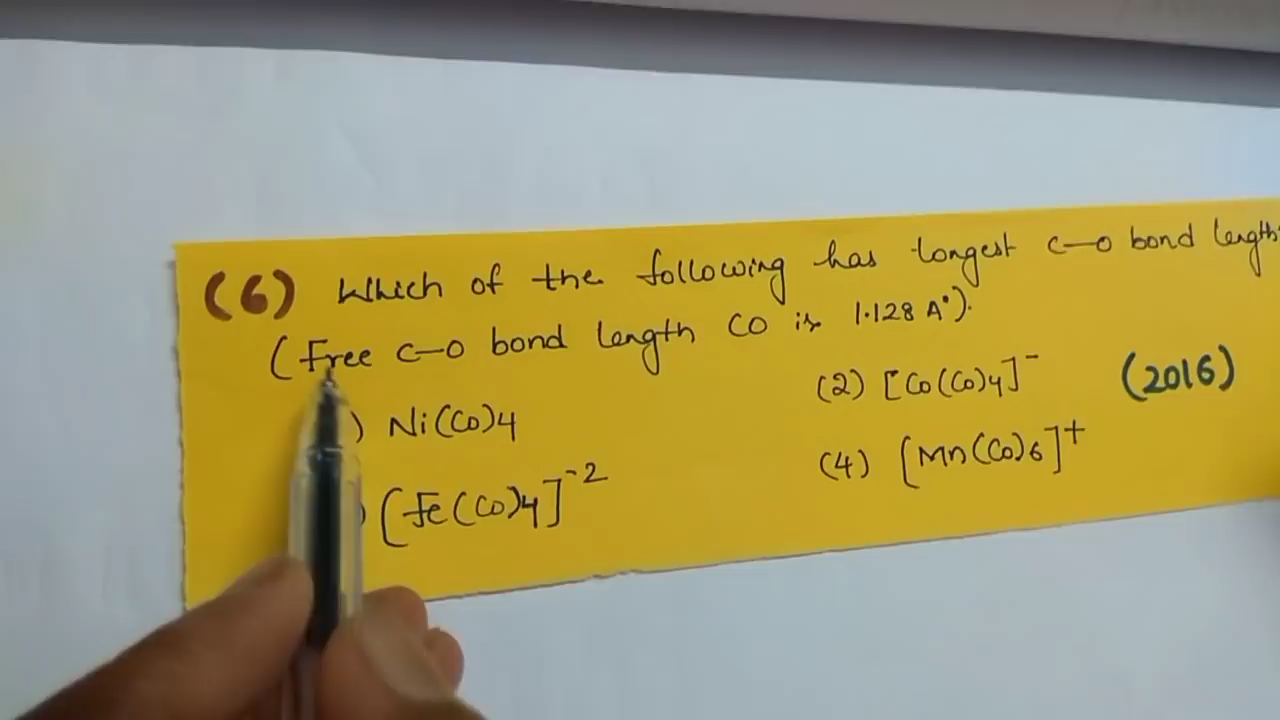 (6) Which of the following has longest C–O bond length
(Free C–O bond length CO is 1.128 A°).
) Ni(CO)4
(2) [Co(CO)4]⁻
(2016)
) [Fe(CO)4]⁻²
(4) [Mn(CO)6]⁺